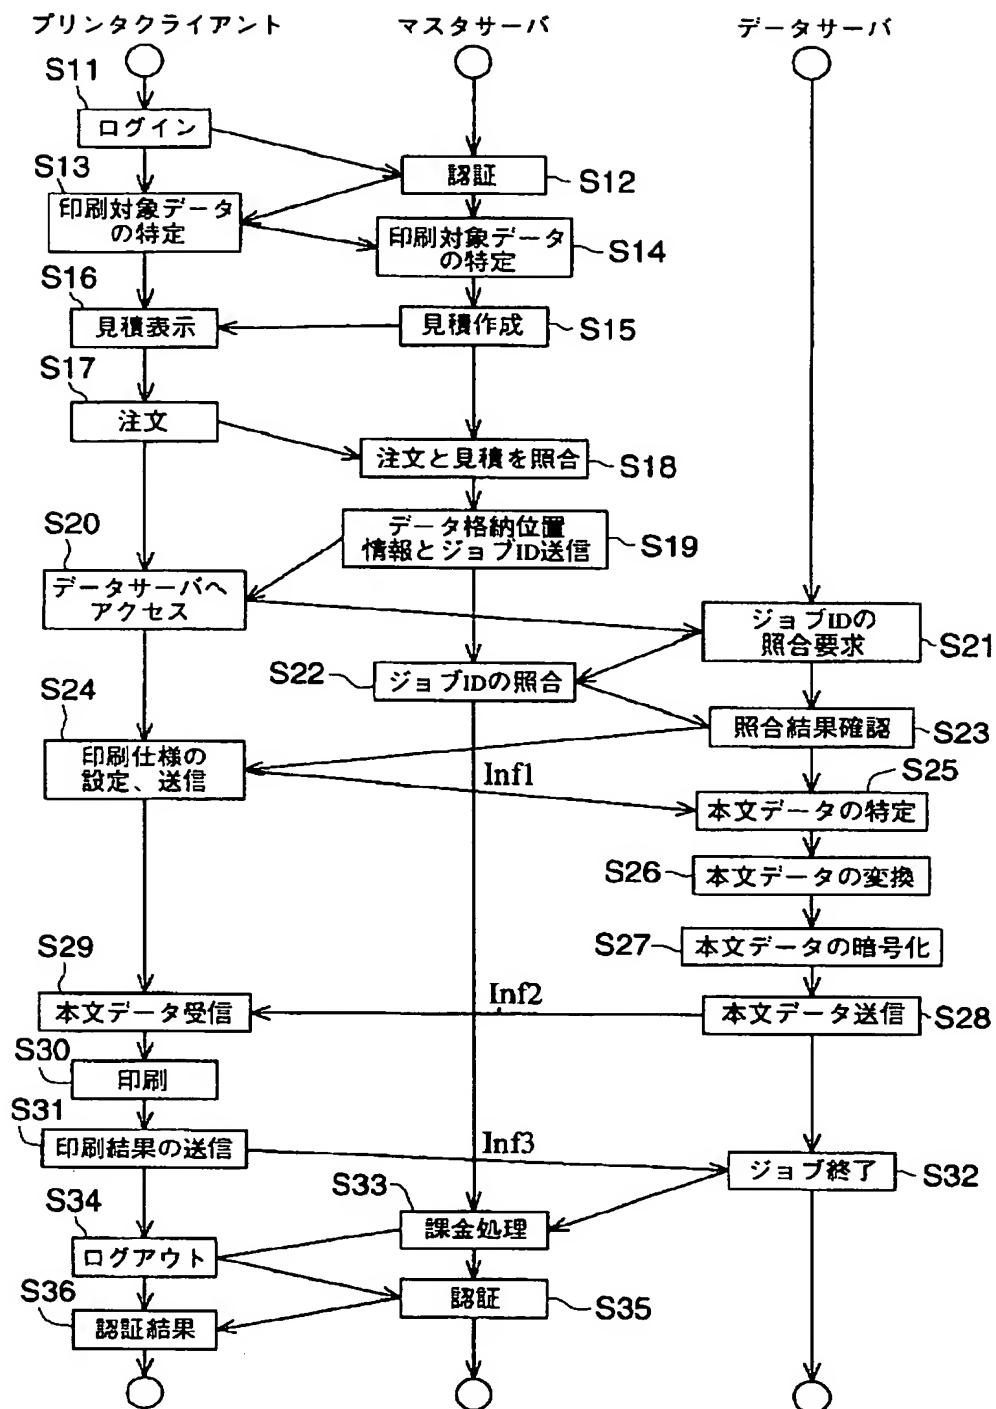 プリンタクライアント
マスタサーバ
データサーバ
S11
ログイン
認証
S12
S13
印刷対象データ
の特定
印刷対象データ
の特定
S14
S16
見積表示
見積作成
S15
S17
注文
注文と見積を照合
S18
S20
データ格納位置
情報とジョブID送信
S19
データサーバへ
アクセス
ジョブIDの
照合要求
S21
S22
ジョブIDの照合
S24
照合結果確認
S23
印刷仕様の
設定、送信
Inf1
S25
本文データの特定
S26
本文データの変換
S27
本文データの暗号化
S29
本文データ受信
Inf2
本文データ送信
S28
S30
印刷
S31
印刷結果の送信
Inf3
ジョブ終了
S32
S33
課金処理
S34
ログアウト
認証
S35
S36
認証結果